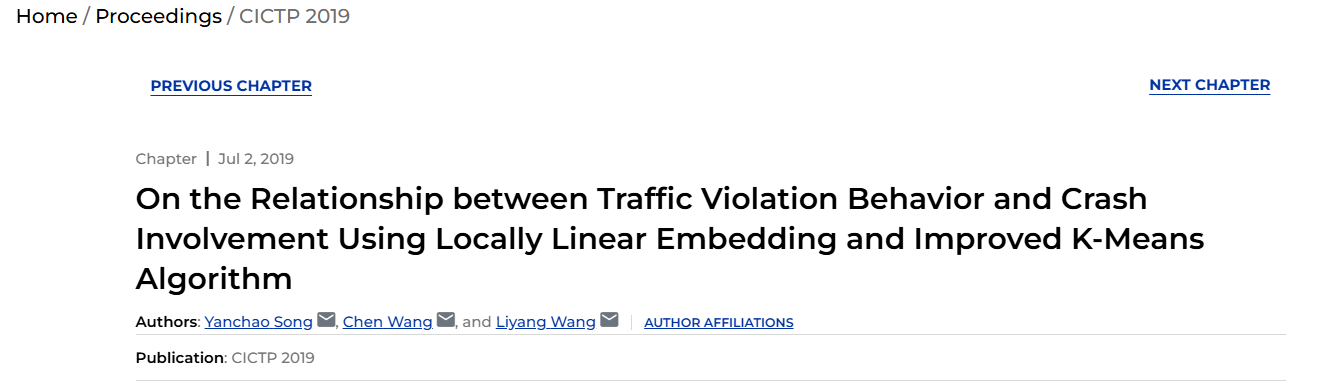 Home / Proceedings / CICTP 2019
PREVIOUS CHAPTER
NEXT CHAPTER
Chapter | Jul 2, 2019
On the Relationship between Traffic Violation Behavior and Crash
Involvement Using Locally Linear Embedding and Improved K-Means
Algorithm
Authors: Yanchao Song, Chen Wang, and Liyang Wang | AUTHOR AFFILIATIONS
Publication: CICTP 2019